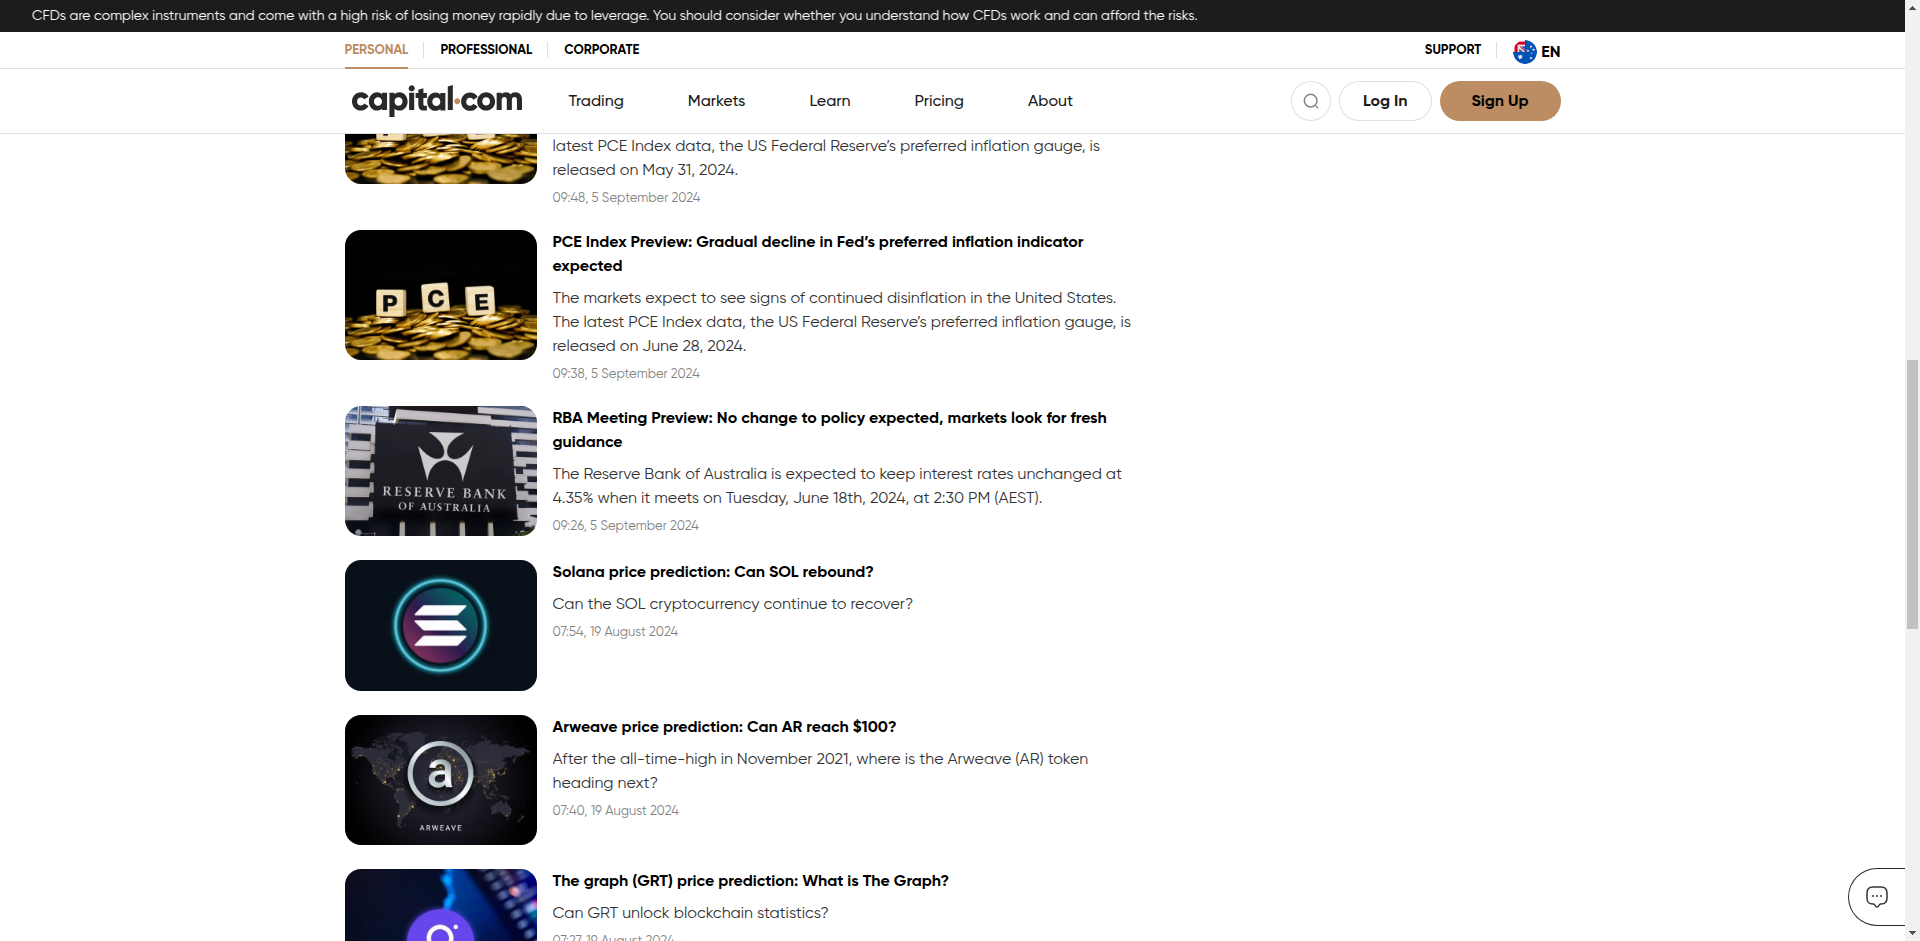 CFDs are complex instruments and come with a high risk of losing money rapidly due to leverage. You should consider whether you understand how CFDs work and can afford the risks.
PERSONAL
PROFESSIONAL
CORPORATE
SUPPORT
EN
capital.com
Trading
Markets
Learn
Pricing
About
Log In
Sign Up
latest PCE Index data, the US Federal Reserve’s preferred inflation gauge, is
released on May 31, 2024.
09:48, 5 September 2024
P C E
PCE Index Preview: Gradual decline in Fed’s preferred inflation indicator
expected
The markets expect to see signs of continued disinflation in the United States.
The latest PCE Index data, the US Federal Reserve’s preferred inflation gauge, is
released on June 28, 2024.
09:38, 5 September 2024
RESERVE BANK
OF AUSTRALIA
RBA Meeting Preview: No change to policy expected, markets look for fresh
guidance
The Reserve Bank of Australia is expected to keep interest rates unchanged at
4.35% when it meets on Tuesday, June 18th, 2024, at 2:30 PM (AEST).
09:26, 5 September 2024
Solana price prediction: Can SOL rebound?
Can the SOL cryptocurrency continue to recover?
07:54, 19 August 2024
a
ARWEAVE
Arweave price prediction: Can AR reach $100?
After the all-time-high in November 2021, where is the Arweave (AR) token
heading next?
07:40, 19 August 2024
The graph (GRT) price prediction: What is The Graph?
Can GRT unlock blockchain statistics?
07:27, 19 August 2024